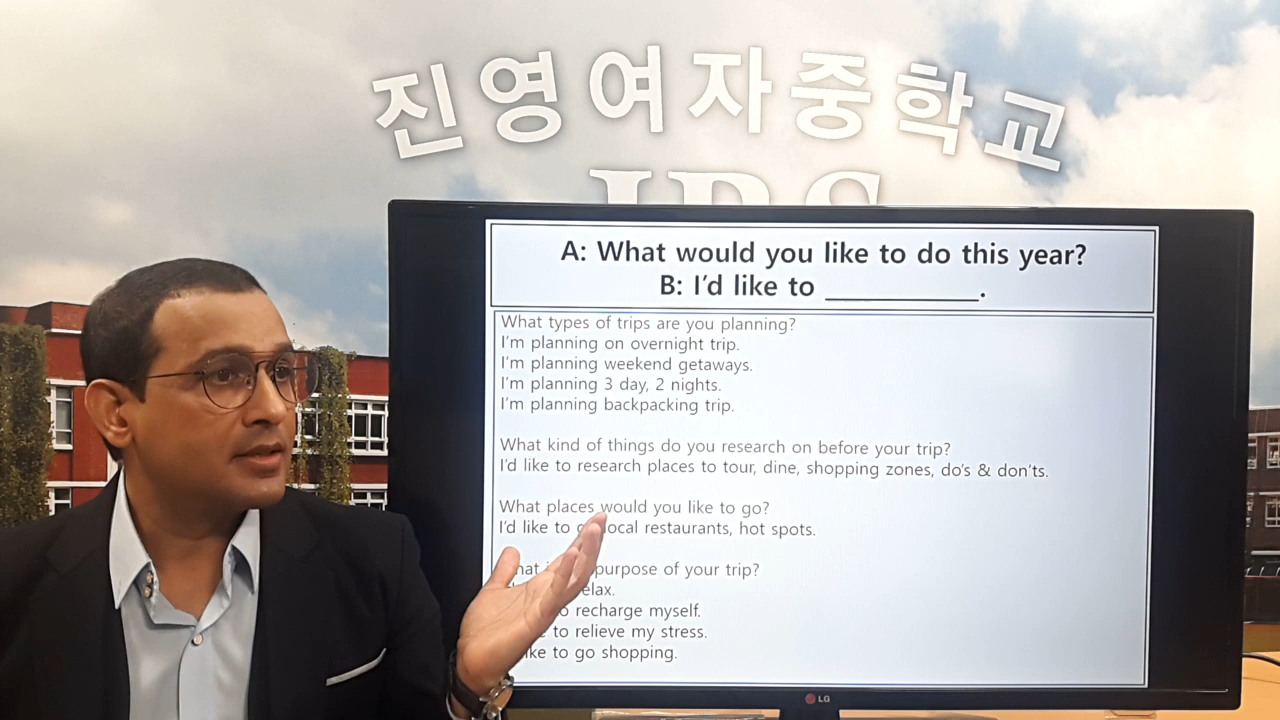 진영여자중학교
A: What would you like to do this year?
B: I'd like to ___________.
What types of trips are you planning?
I'm planning on overnight trip.
I'm planning weekend getaways.
I'm planning 3 day, 2 nights.
I'm planning backpacking trip.
What kind of things do you research on before your trip?
I'd like to research places to tour, dine, shopping zones, do's & don'ts.
What places would you like to go?
I'd like to local restaurants, hot spots.
purpose of your trip?
relax.
to recharge myself.
to relieve my stress.
like to go shopping.
LG